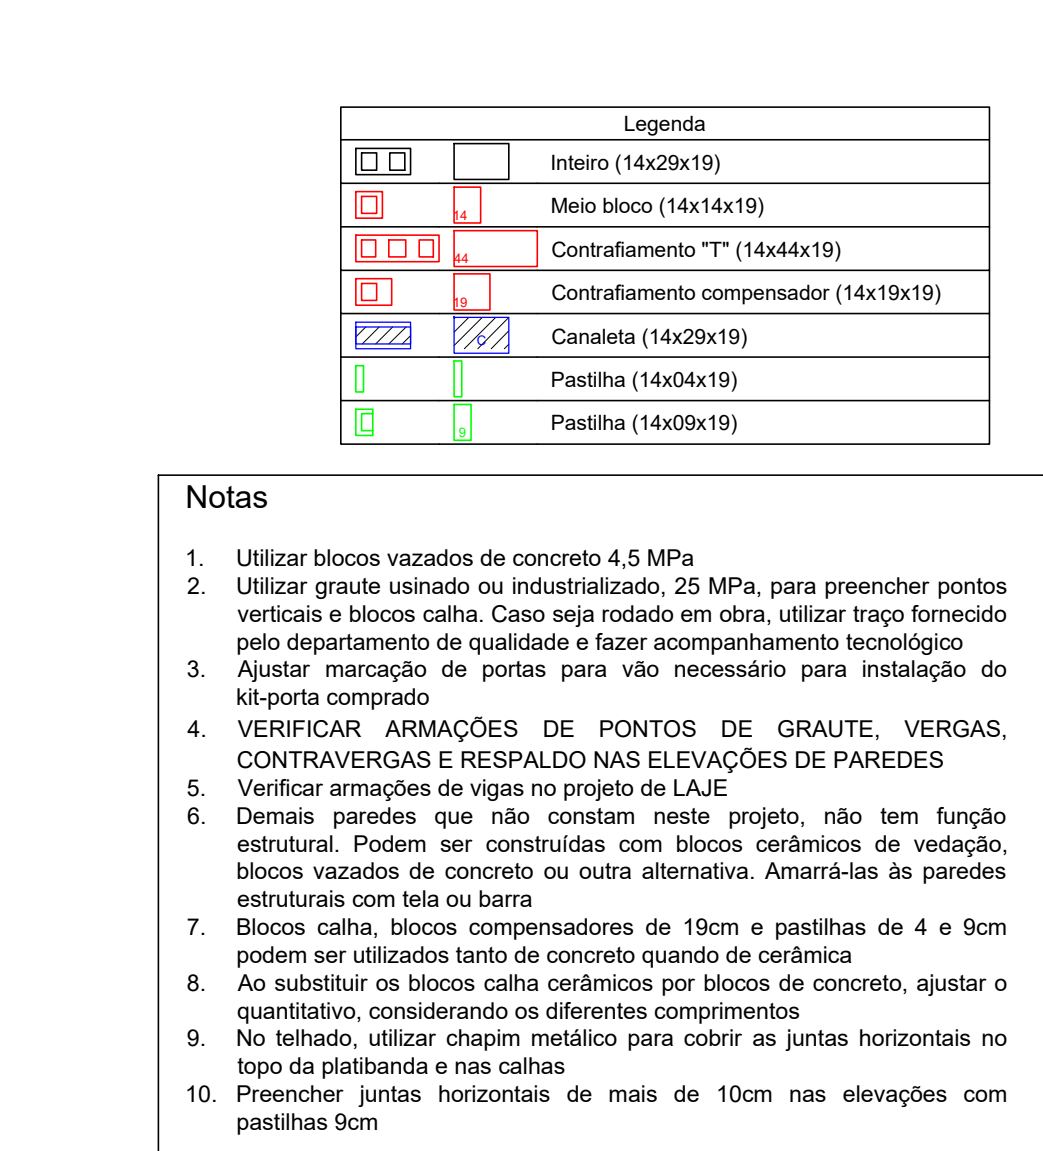 Legenda
Inteiro (14x29x19)
14
Meio bloco (14x14x19)
44
Contrafiamento "T" (14x44x19)
19
Contrafiamento compensador (14x19x19)
C
Canaleta (14x29x19)
Pastilha (14x04x19)
9
Pastilha (14x09x19)
Notas
1. Utilizar blocos vazados de concreto 4,5 MPa
2. Utilizar graute usinado ou industrializado, 25 MPa, para preencher pontos
verticais e blocos calha. Caso seja rodado em obra, utilizar traço fornecido
pelo departamento de qualidade e fazer acompanhamento tecnológico
3. Ajustar marcação de portas para vão necessário para instalação do
kit-porta comprado
4. VERIFICAR ARMAÇÕES DE PONTOS DE GRAUTE, VERGAS,
CONTRAVERGAS E RESPALDO NAS ELEVAÇÕES DE PAREDES
5. Verificar armações de vigas no projeto de LAJE
6. Demais paredes que não constam neste projeto, não tem função
estrutural. Podem ser construídas com blocos cerâmicos de vedação,
blocos vazados de concreto ou outra alternativa. Amarrá-las às paredes
estruturais com tela ou barra
7. Blocos calha, blocos compensadores de 19cm e pastilhas de 4 e 9cm
podem ser utilizados tanto de concreto quando de cerâmica
8. Ao substituir os blocos calha cerâmicos por blocos de concreto, ajustar o
quantitativo, considerando os diferentes comprimentos
9. No telhado, utilizar chapim metálico para cobrir as juntas horizontais no
topo da platibanda e nas calhas
10. Preencher juntas horizontais de mais de 10cm nas elevações com
pastilhas 9cm